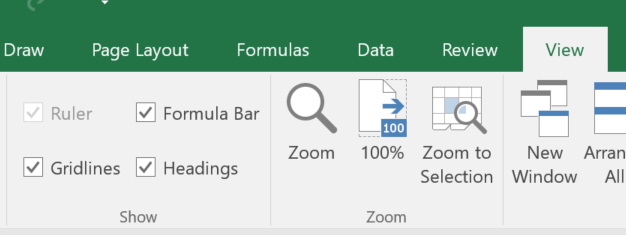 Draw Page Layout Formulas Data Review View
Ruler Formula Bar
Gridlines Headings
Show
Zoom
100
100%
Zoom to
Selection
Zoom
New
Window
All